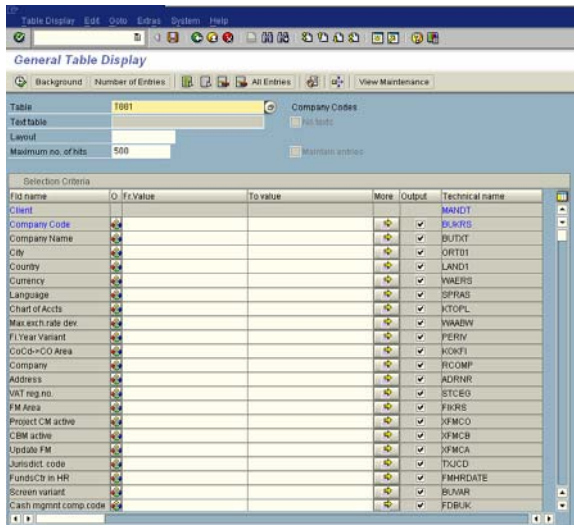 Table Display Edit Goto Extras System Help
General Table Display
Background Number of Entries All Entries View Maintenance
Table T001 Company Codes
Text table No texts
Layout
Maximum no. of hits 500 Maintain entries
Selection Criteria
Fld name O Fr.Value To value More Output Technical name
Client MANDT
Company Code BUKRS
Company Name BUTXT
City ORT01
Country LAND1
Currency WAERS
Language SPRAS
Chart of Accts KTOPL
Max.exch.rate dev. WAABW
Fi.Year Variant PERIV
CoCd->CO Area KOKFI
Company RCOMP
Address ADRNR
VAT reg.no. STCEG
FM Area FIKRS
Project CM active XFMCO
CBM active XFMCB
Update FM XFMCA
Jurisdict. code TXJCD
FundsCtr in HR FMHRDATE
Screen variant BUVAR
Cash mgmnt comp.code FDBUK